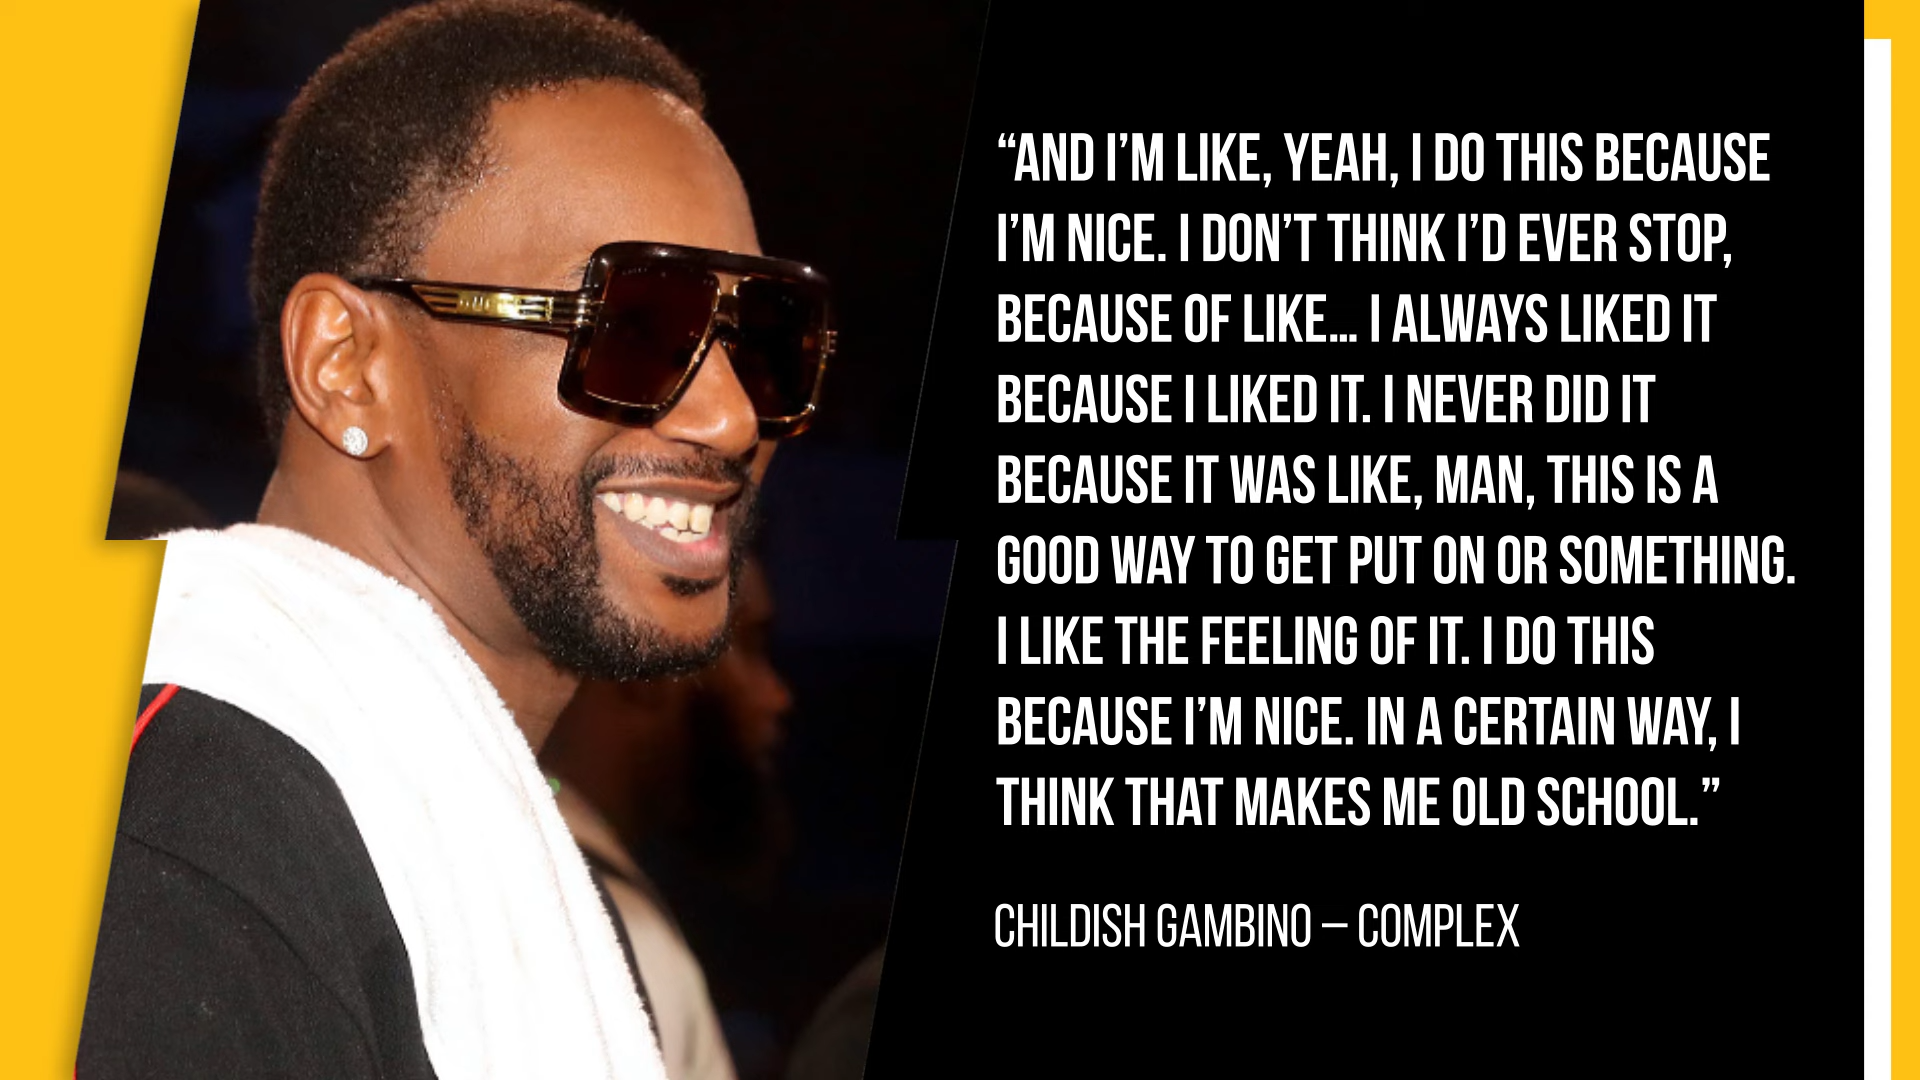 “AND I’M LIKE, YEAH, I DO THIS BECAUSE
I’M NICE. I DON’T THINK I’D EVER STOP,
BECAUSE OF LIKE... I ALWAYS LIKED IT
BECAUSE I LIKED IT. I NEVER DID IT
BECAUSE IT WAS LIKE, MAN, THIS IS A
GOOD WAY TO GET PUT ON OR SOMETHING.
I LIKE THE FEELING OF IT. I DO THIS
BECAUSE I’M NICE. IN A CERTAIN WAY, I
THINK THAT MAKES ME OLD SCHOOL.”
CHILDISH GAMBINO – COMPLEX